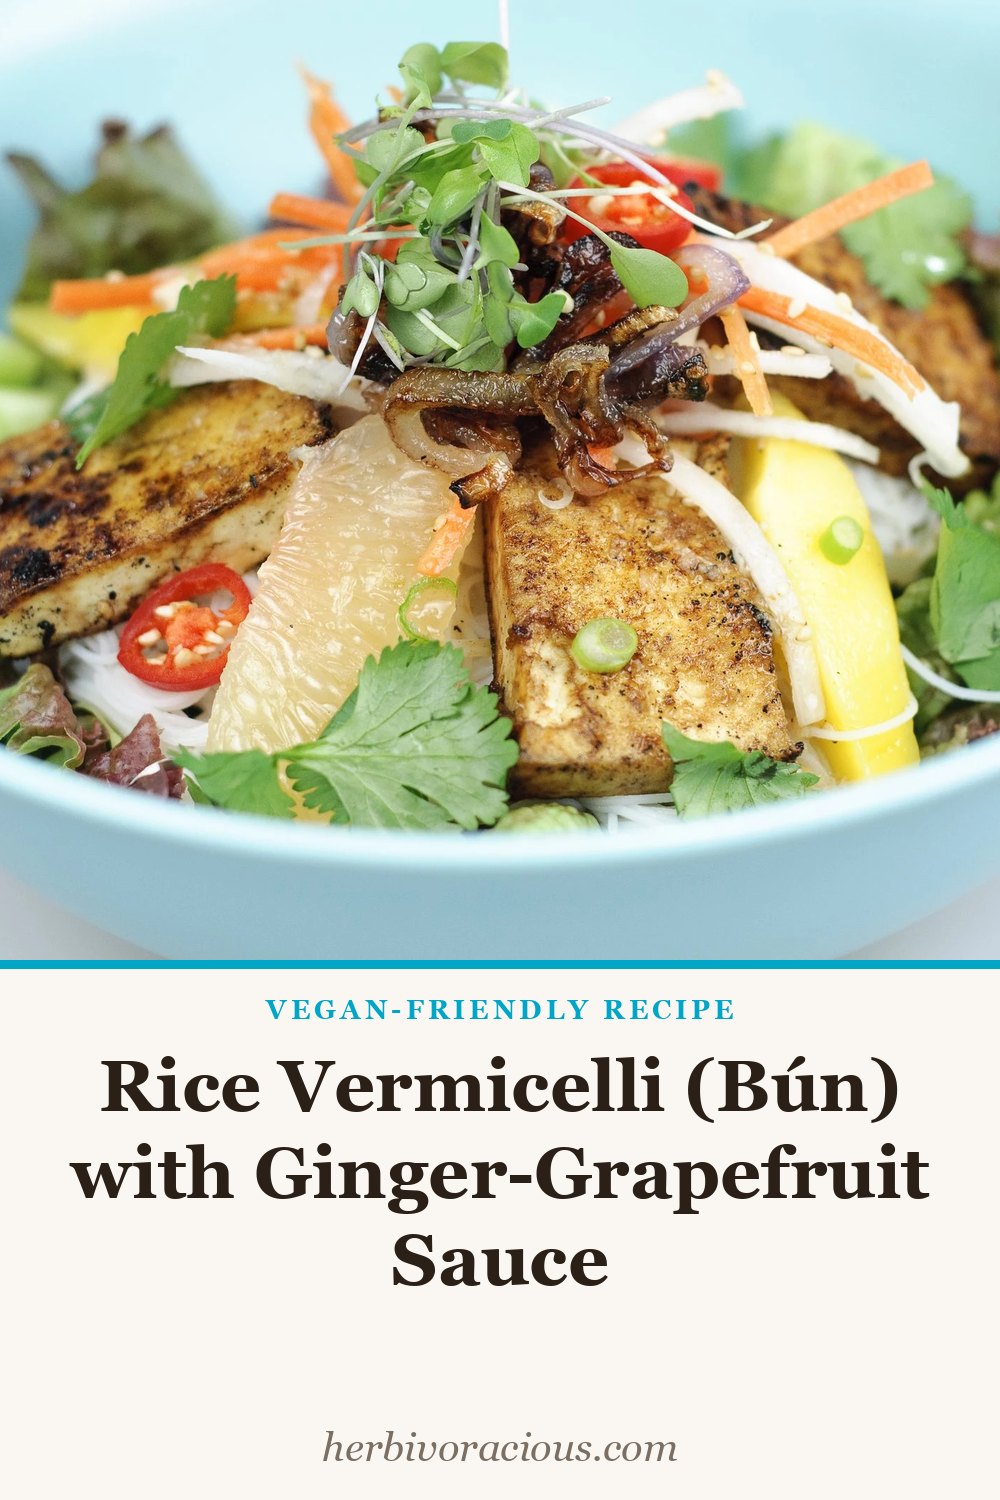 VEGAN-FRIENDLY RECIPE
Rice Vermicelli (Bún)
with Ginger-Grapefruit
Sauce
herbivoracious.com